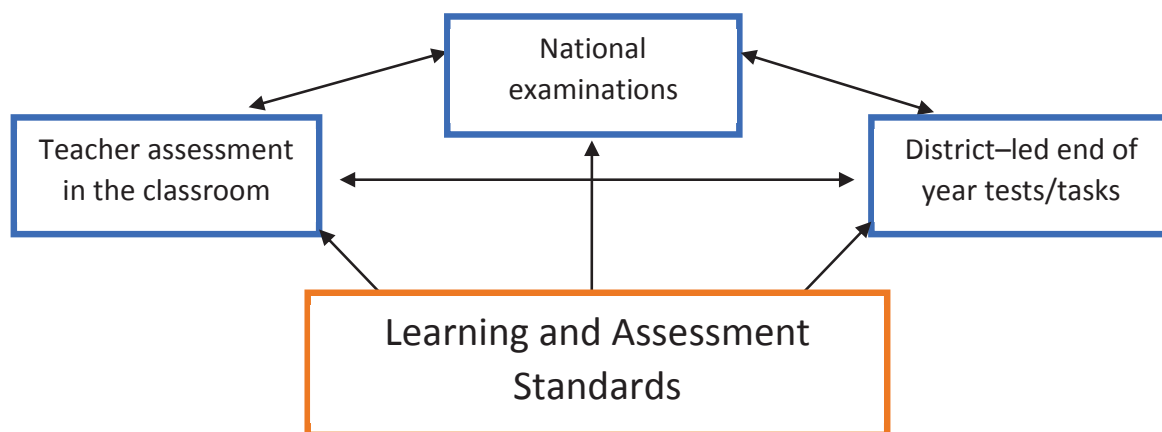 National
examinations
Teacher assessment
in the classroom
District–led end of
year tests/tasks
Learning and Assessment
Standards